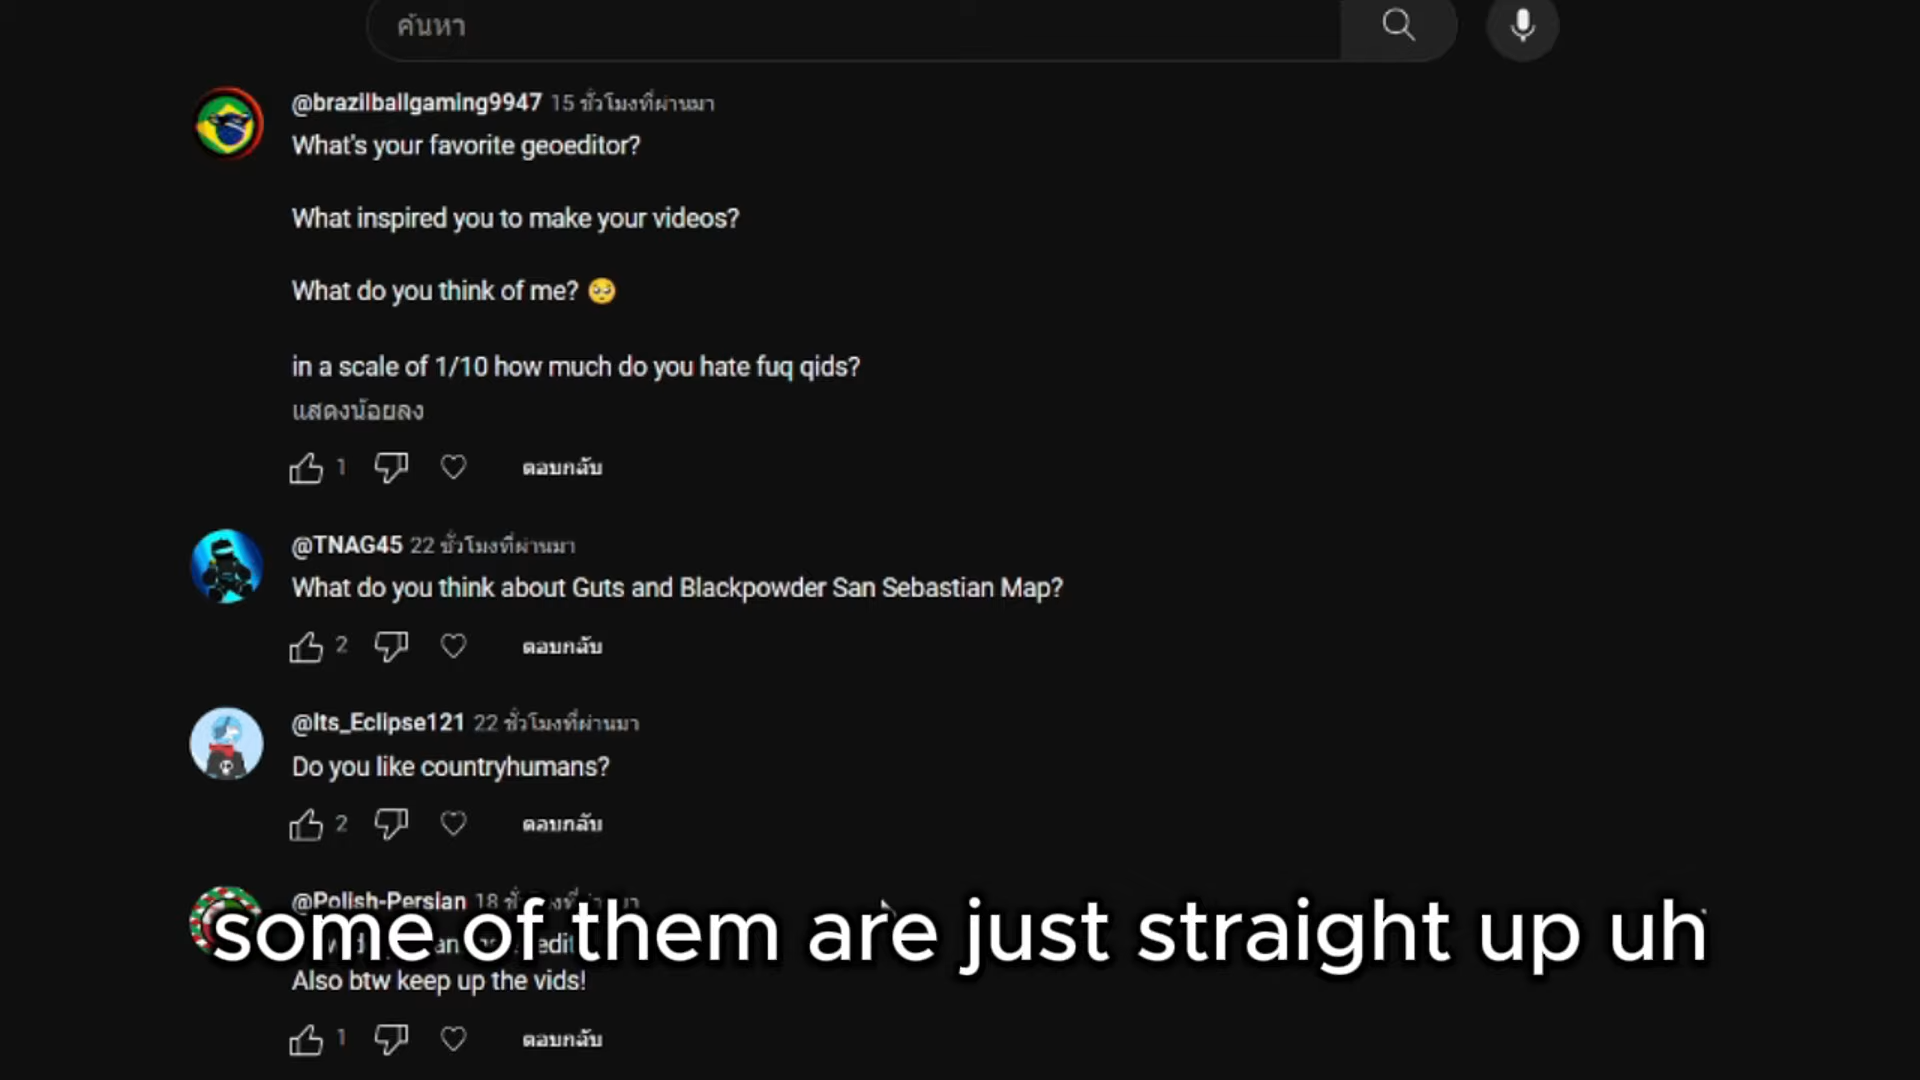 ค้นหา
@brazilballgaming9947 15 ชั่วโมงที่ผ่านมา
What's your favorite geoeditor?
What inspired you to make your videos?
What do you think of me? 🥺
in a scale of 1/10 how much do you hate fuq qids?
แสดงน้อยลง
1 ตอบกลับ
@TNAG45 22 ชั่วโมงที่ผ่านมา
What do you think about Guts and Blackpowder San Sebastian Map?
2 ตอบกลับ
@Its_Eclipse121 22 ชั่วโมงที่ผ่านมา
Do you like countryhumans?
2 ตอบกลับ
@Polish-Persian 18
some of them are just straight up uh
Also btw keep up the vids!
1 ตอบกลับ